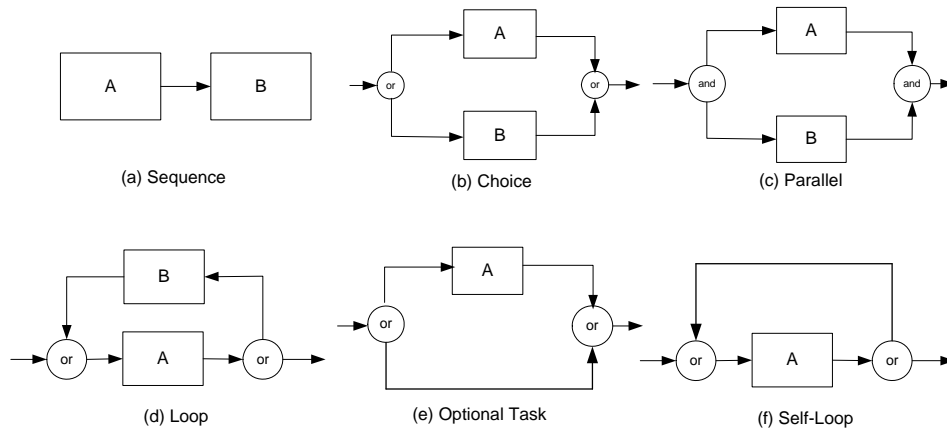 A
B
(a) Sequence
A
or
or
B
(b) Choice
A
and
and
B
(c) Parallel
B
or
A
or
(d) Loop
A
or
or
(e) Optional Task
or
A
or
(f) Self-Loop